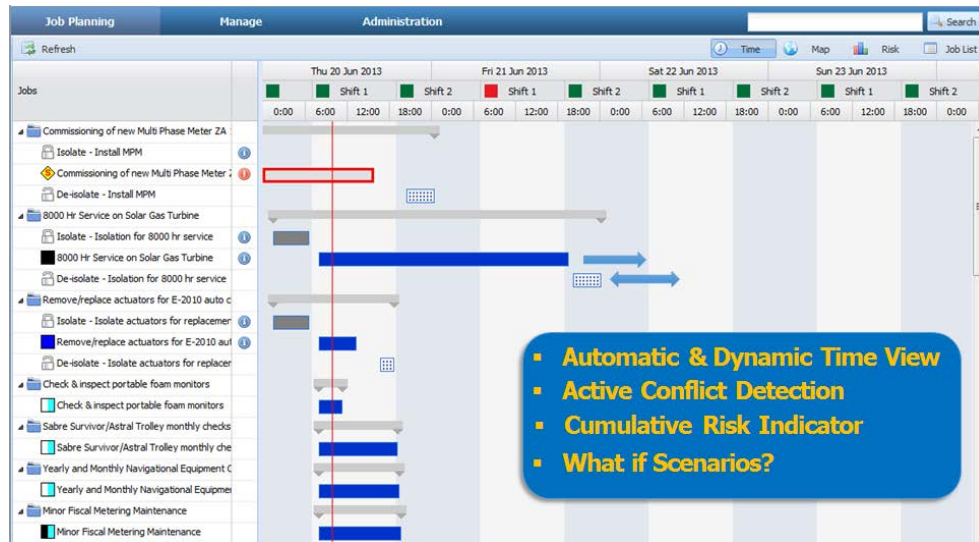 Job Planning Manage Administration Search
Refresh Time Map Risk Job List
Thu 20 Jun 2013 Fri 21 Jun 2013 Sat 22 Jun 2013 Sun 23 Jun 2013
Jobs Shift 1 Shift 2 Shift 1 Shift 2 Shift 1 Shift 2 Shift 1 Shift 2
0:00 6:00 12:00 18:00 0:00 6:00 12:00 18:00 0:00 6:00 12:00 18:00 0:00 6:00 12:00 18:00 0:00
Commissioning of new Multi Phase Meter ZA
Isolate - Install MPM
Commissioning of new Multi Phase Meter
De-isolate - Install MPM
8000 Hr Service on Solar Gas Turbine
Isolate - Isolation for 8000 hr service
8000 Hr Service on Solar Gas Turbine
De-isolate - Isolation for 8000 hr service
Remove/replace actuators for E-2010 auto c
Isolate - Isolate actuators for replacemer
Remove/replace actuators for E-2010 aut
De-isolate - Isolate actuators for replacer
Check & inspect portable foam monitors
Check & inspect portable foam monitors
Sabre Survivor/Astral Trolley monthly checks
Sabre Survivor/Astral Trolley monthly che
Yearly and Monthly Navigational Equipment C
Yearly and Monthly Navigational Equipmer
Minor Fiscal Metering Maintenance
Minor Fiscal Metering Maintenance
Automatic & Dynamic Time View
Active Conflict Detection
Cumulative Risk Indicator
What if Scenarios?